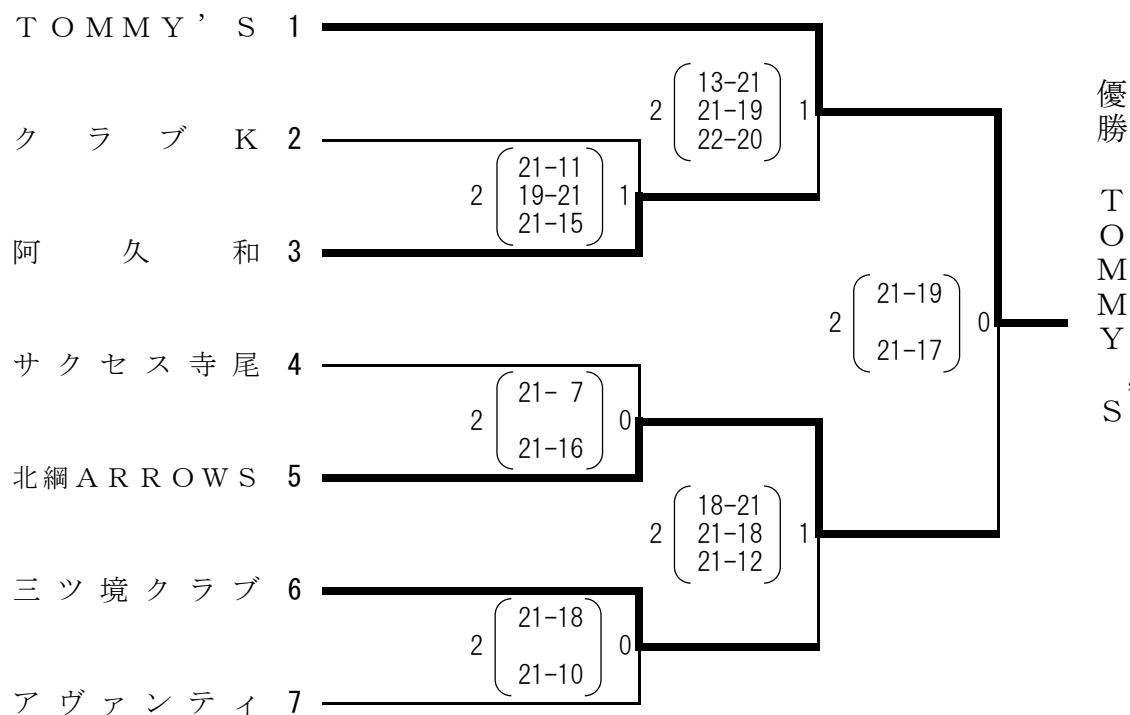 TOMMY’S 1
クラブK 2
阿久和 3
サクセス寺尾 4
北綱ARROWS 5
三ツ境クラブ 6
アヴァンティ 7
2 21-11 1
19-21
21-15
2 21- 7 0
21-16
2 21-18 0
21-10
2 13-21 1
21-19
22-20
2 18-21 1
21-18
21-12
2 21-19 0
21-17
優勝 TOMMY’S